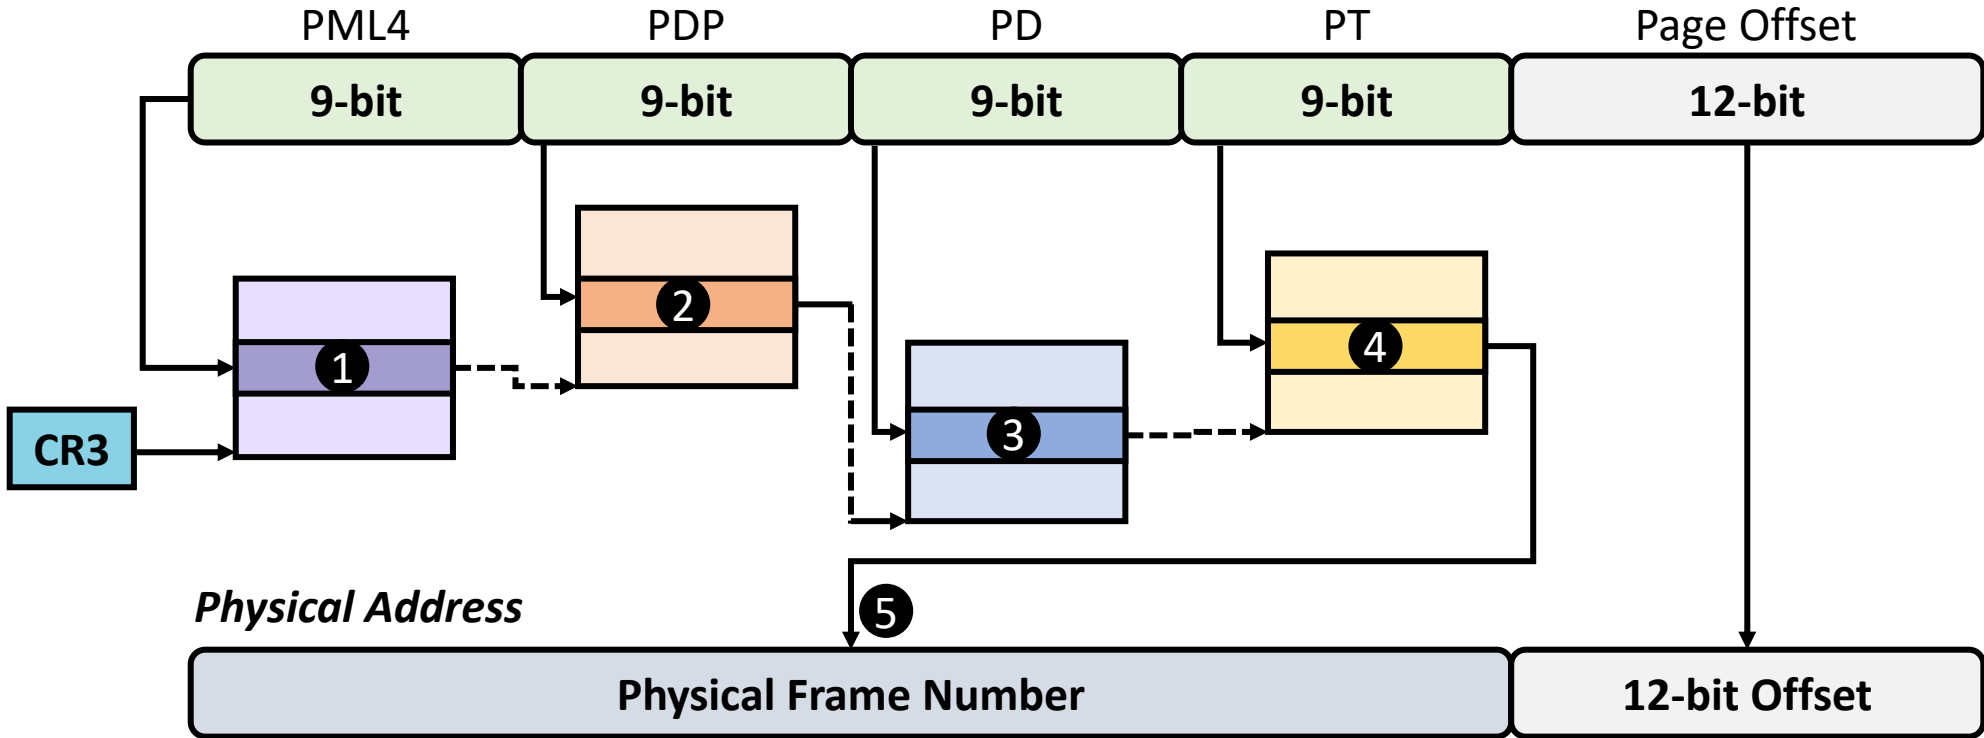 PML4 PDP PD PT Page Offset
9-bit 9-bit 9-bit 9-bit 12-bit
2
4
1
3
CR3
Physical Address
5
Physical Frame Number 12-bit Offset